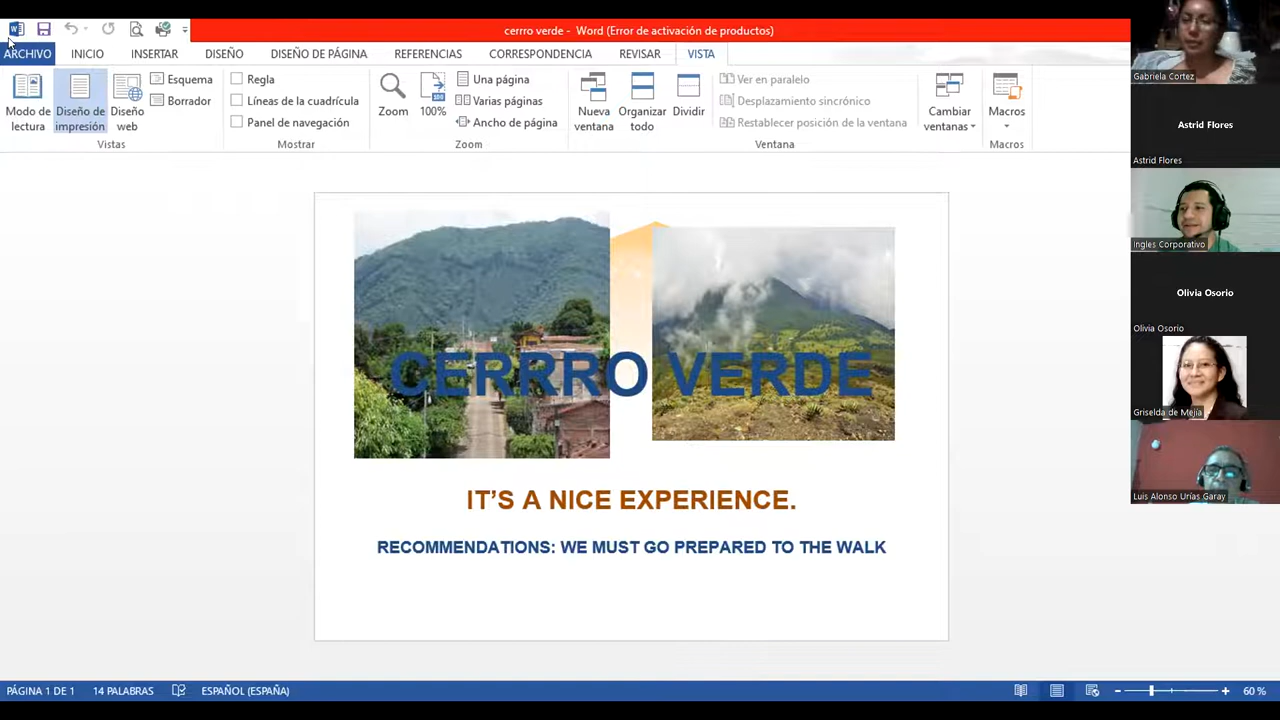 cerrro verde - Word (Error de activación de productos)
ARCHIVO INICIO INSERTAR DISEÑO DISEÑO DE PÁGINA REFERENCIAS CORRESPONDENCIA REVISAR VISTA
Modo de lectura
Diseño de impresión
Diseño web
Esquema
Borrador
Vistas
Regla
Líneas de la cuadrícula
Panel de navegación
Mostrar
Zoom
100%
Una página
Varias páginas
Ancho de página
Zoom
Nueva ventana
Organizar todo
Dividir
Ver en paralelo
Desplazamiento sincrónico
Restablecer posición de la ventana
Ventana
Cambiar ventanas
Macros
Macros
CERRRO VERDE
IT’S A NICE EXPERIENCE.
RECOMMENDATIONS: WE MUST GO PREPARED TO THE WALK
Gabriela Cortez
Astrid Flores
Astrid Flores
Ingles Corporativo
Olivia Osorio
Olivia Osorio
Griselda de Mejía
Luis Alonso Urías Garay
PÁGINA 1 DE 1 14 PALABRAS ESPAÑOL (ESPAÑA) 60 %